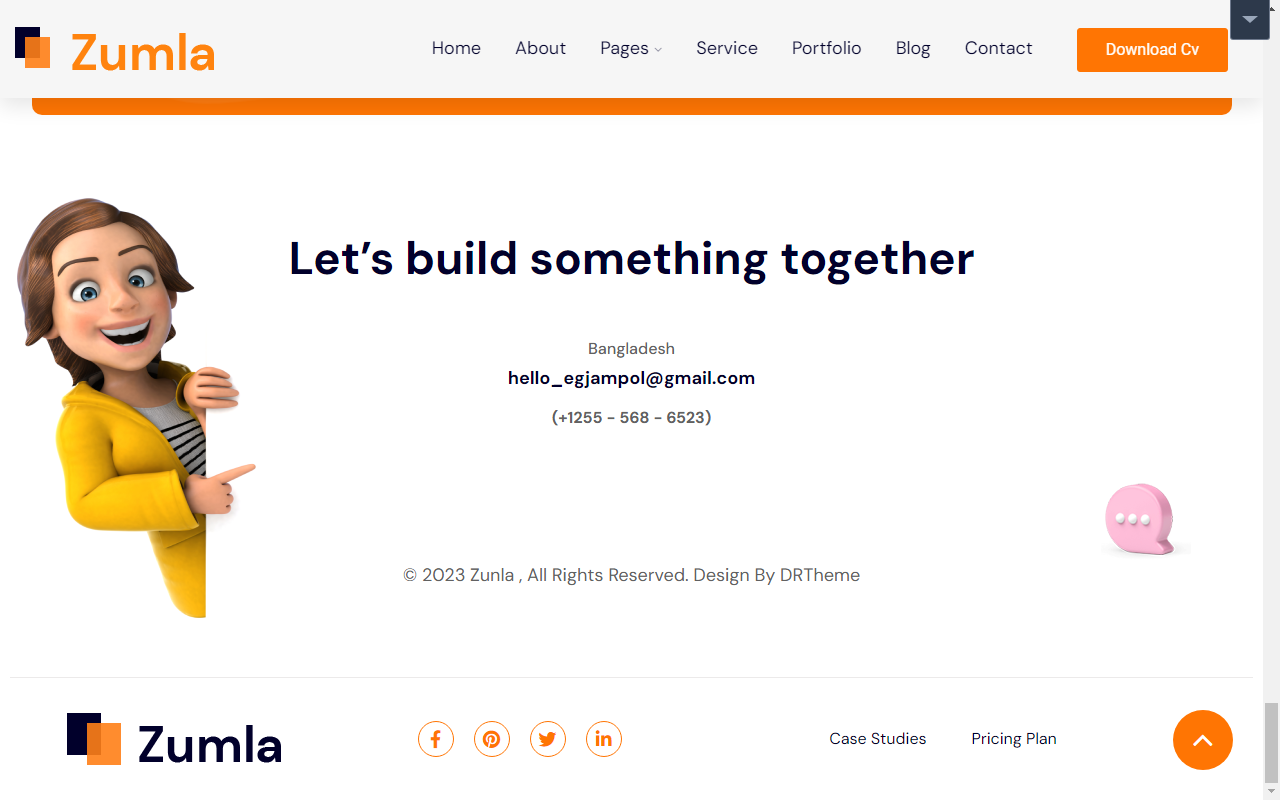 Zumla
Home About Pages Service Portfolio Blog Contact Download Cv
Let's build something together
Bangladesh
hello_egjampol@gmail.com
(+1255 - 568 - 6523)
© 2023 Zunla , All Rights Reserved. Design By DRTheme
Zumla
Case Studies Pricing Plan